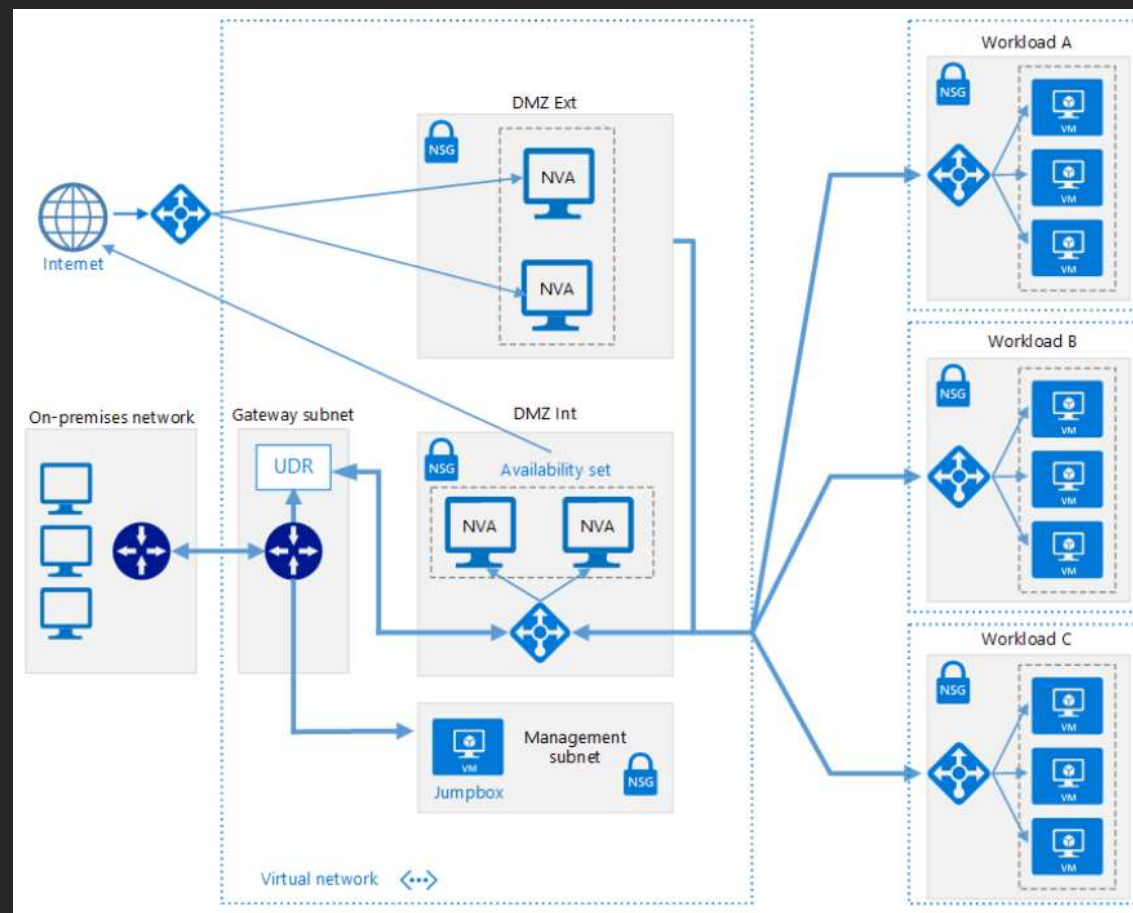 Workload A
NSG
VM
VM
VM
DMZ Ext
NSG
NVA
NVA
Internet
Workload B
NSG
VM
VM
VM
On-premises network
Gateway subnet
UDR
DMZ Int
NSG
Availability set
NVA
NVA
Workload C
NSG
VM
VM
VM
Management
subnet
NSG
VM
Jumpbox
Virtual network